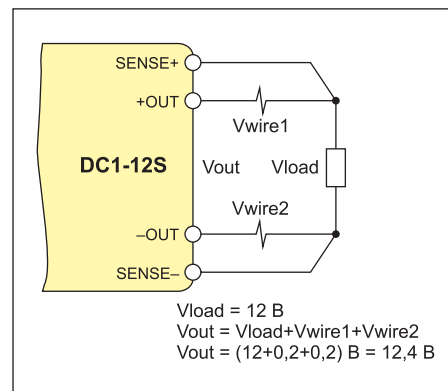 SENSE+
+OUT
Vwire1
DC1-12S
Vout
Vload
Vwire2
–OUT
SENSE–
Vload = 12 В
Vout = Vload+Vwire1+Vwire2
Vout = (12+0,2+0,2) В = 12,4 В